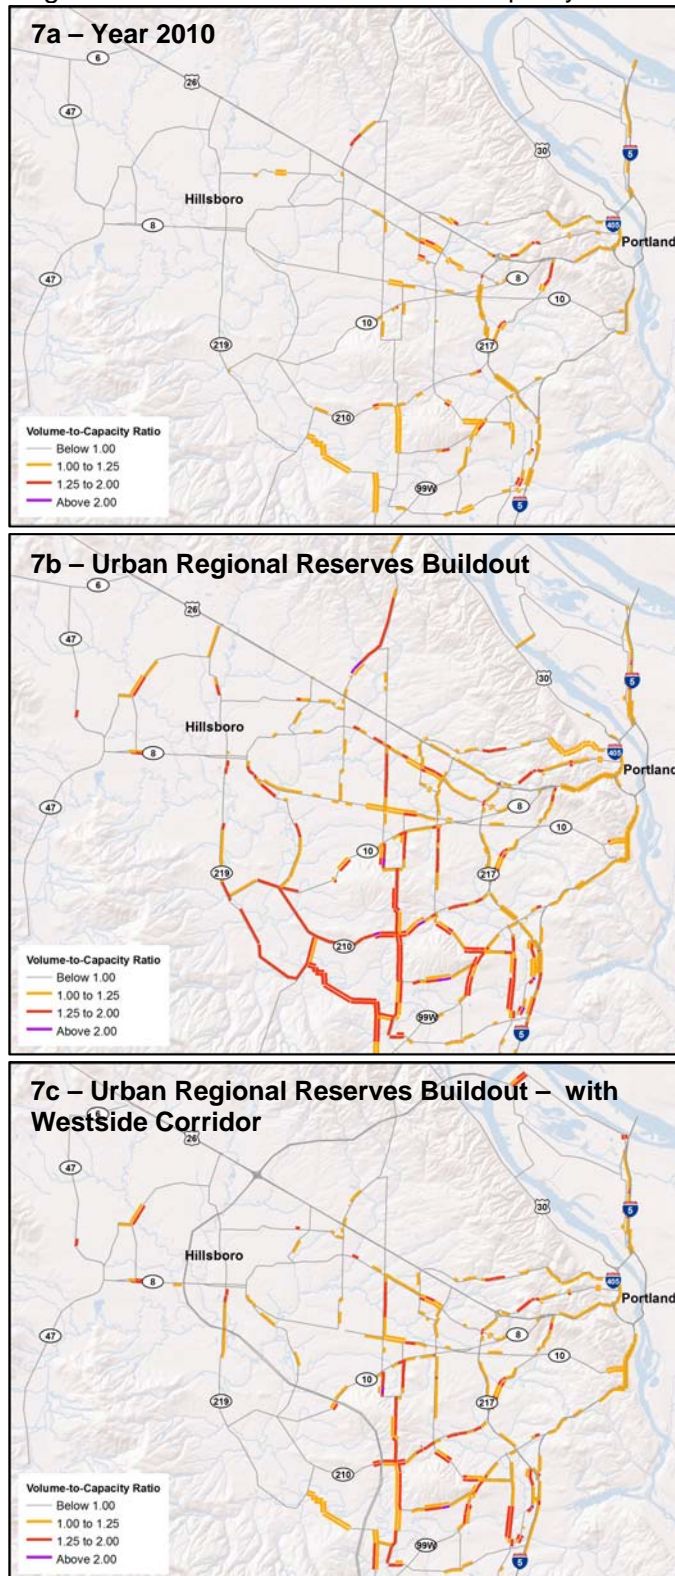 7a – Year 2010
6
26
47
30
5
Hillsboro
8
405
Portland
47
8
10
10
219
217
210
99W
5
Volume-to-Capacity Ratio
Below 1.00
1.00 to 1.25
1.25 to 2.00
Above 2.00
7b – Urban Regional Reserves Buildout
6
26
47
30
5
Hillsboro
8
405
Portland
47
8
10
10
219
217
210
99W
5
Volume-to-Capacity Ratio
Below 1.00
1.00 to 1.25
1.25 to 2.00
Above 2.00
7c – Urban Regional Reserves Buildout – with
Westside Corridor
6
26
47
30
5
Hillsboro
8
405
Portland
47
8
10
10
219
217
210
99W
5
Volume-to-Capacity Ratio
Below 1.00
1.00 to 1.25
1.25 to 2.00
Above 2.00